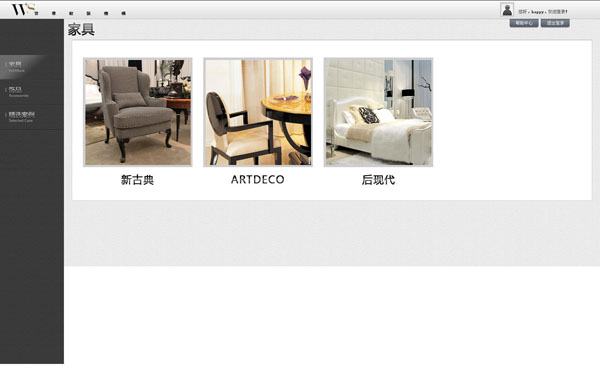 WS
您好，happy，欢迎登录！
帮助中心 退出登录
家具
家具
Furniture
饰品
Accessories
精选案例
Selected Case
新古典 ARTDECO 后现代